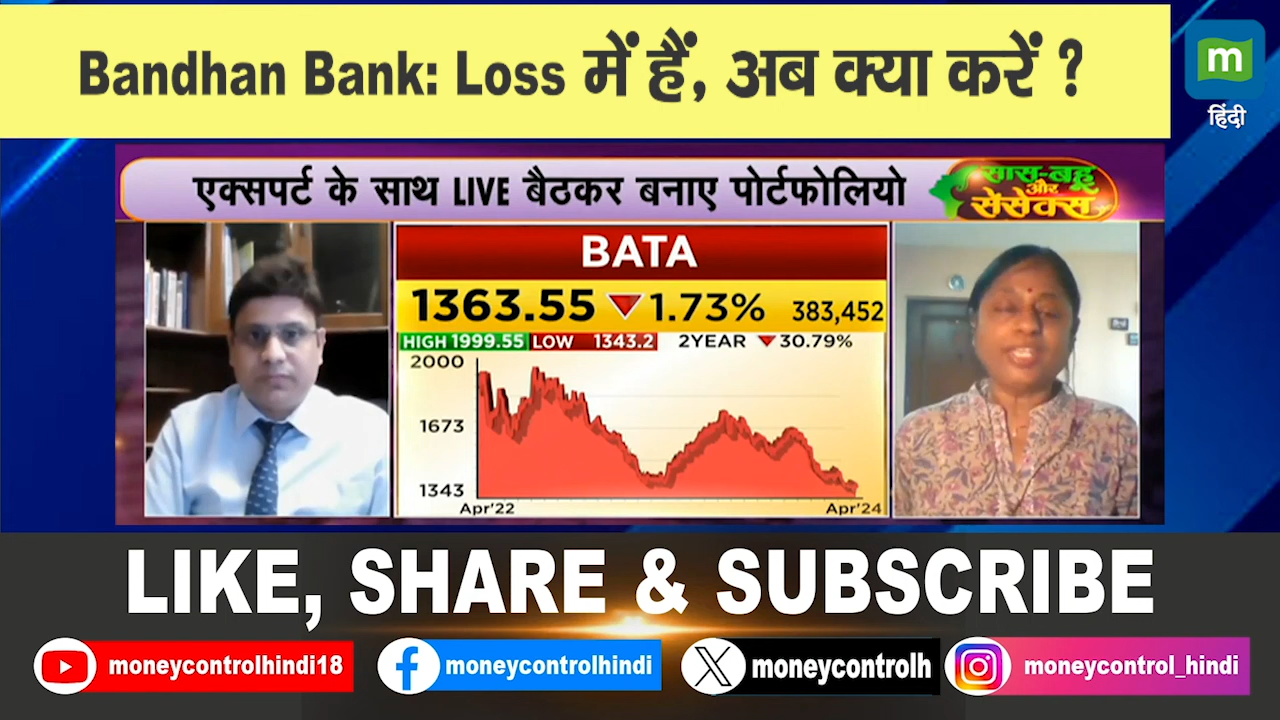 Bandhan Bank: Loss में हैं, अब क्या करें ?
m
हिंदी
एक्सपर्ट के साथ LIVE बैठकर बनाए पोर्टफोलियो
सास-बहू
और
सेंसेक्स
BATA
1363.55 ▼ 1.73% 383,452
HIGH 1999.55 LOW 1343.2 2YEAR ▼ 30.79%
2000
1673
1343
Apr'22 Apr'24
LIKE, SHARE & SUBSCRIBE
moneycontrolhindi18 moneycontrolhindi moneycontrolh moneycontrol_hindi